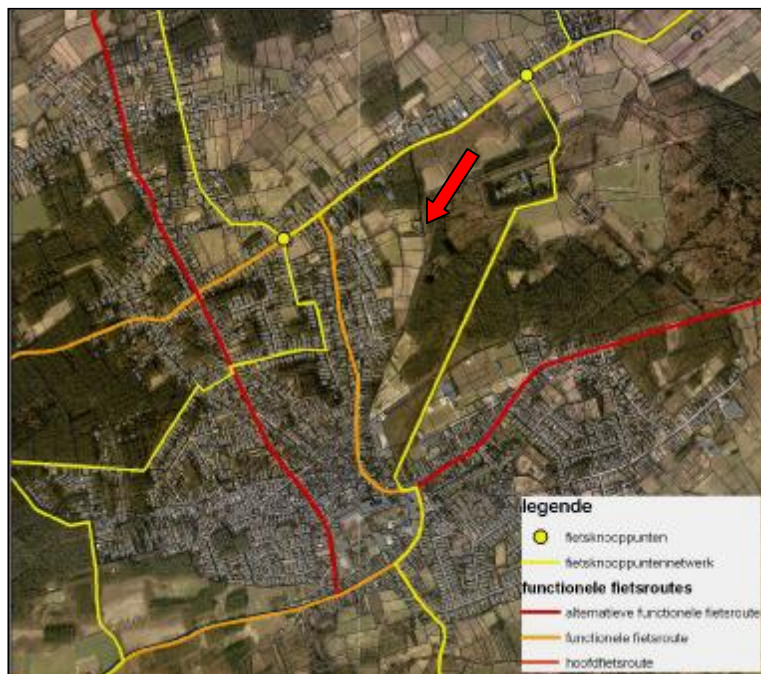 legende
fietsknooppunten
fietsknooppuntennetwerk
functionele fietsroutes
alternatieve functionele fietsroute
functionele fietsroute
hoofdfietsroute